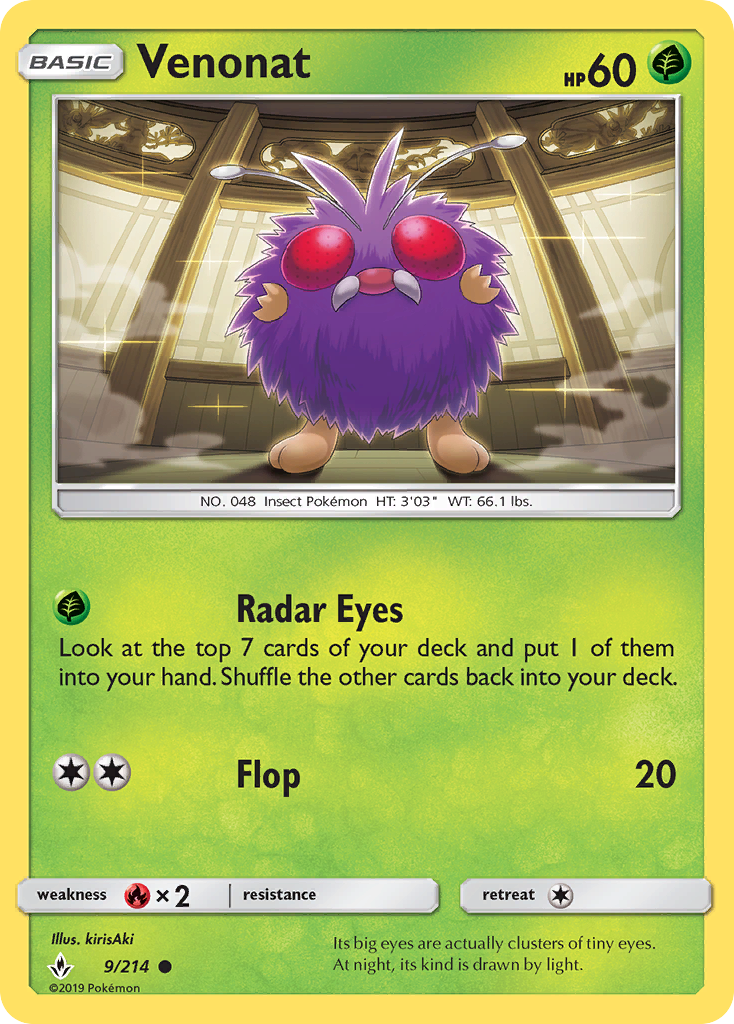 BASIC Venonat HP60
NO. 048 Insect Pokémon HT: 3'03" WT: 66.1 lbs.
Radar Eyes
Look at the top 7 cards of your deck and put 1 of them
into your hand. Shuffle the other cards back into your deck.
Flop 20
weakness ×2 resistance retreat
Illus. kirisAki
9/214
©2019 Pokémon
Its big eyes are actually clusters of tiny eyes.
At night, its kind is drawn by light.